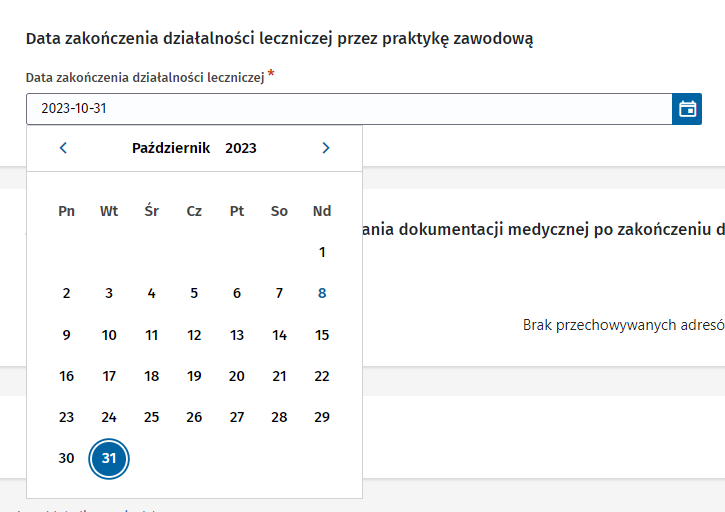 Data zakończenia działalności leczniczej przez praktykę zawodową
Data zakończenia działalności leczniczej *
2023-10-31
Październik 2023
Pn Wt Śr Cz Pt So Nd
1
2 3 4 5 6 7 8
9 10 11 12 13 14 15
16 17 18 19 20 21 22
23 24 25 26 27 28 29
30 31
dokumentacji medycznej po zakończeniu
Brak przechowywanych